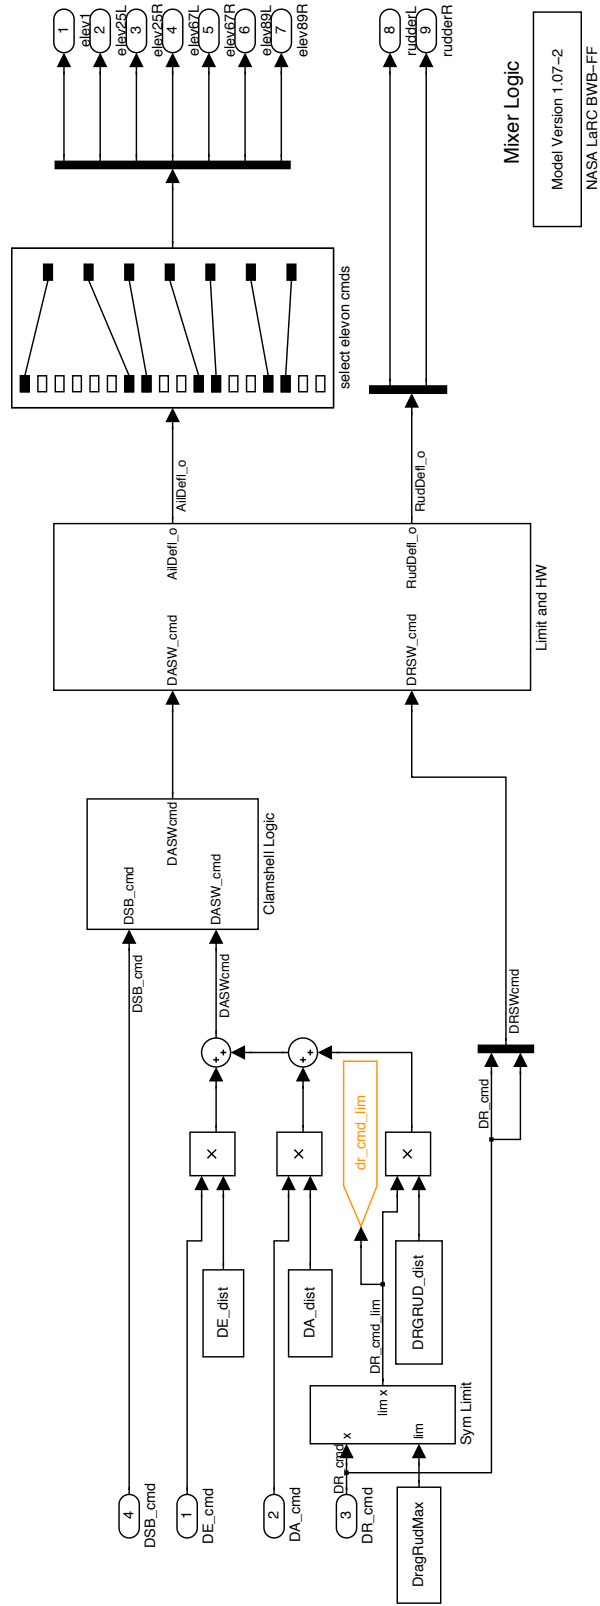 4
DSB_cmd
1
DE_cmd
2
DA_cmd
3
DR_cmd
DragRudMax
DR_cmd
x
lim
lim x
Sym Limit
DR_cmd_lim
DE_dist
DA_dist
DRGRUD_dist
dr_cmd_lim
×
×
×
+
+
+
+
DR_cmd
DRSWcmd
DSB_cmd
DASWcmd
DSB_cmd
DASW_cmd
DASWcmd
Clamshell Logic
DASW_cmd
DRSW_cmd
AilDefl_o
RudDefl_o
Limit and HW
AilDefl_o
RudDefl_o
select elevon cmds
1
elev1
2
elev25L
3
elev25R
4
elev67L
5
elev67R
6
elev89L
7
elev89R
8
rudderL
9
rudderR
Mixer Logic
Model Version 1.07-2
NASA LaRC BWB-FF